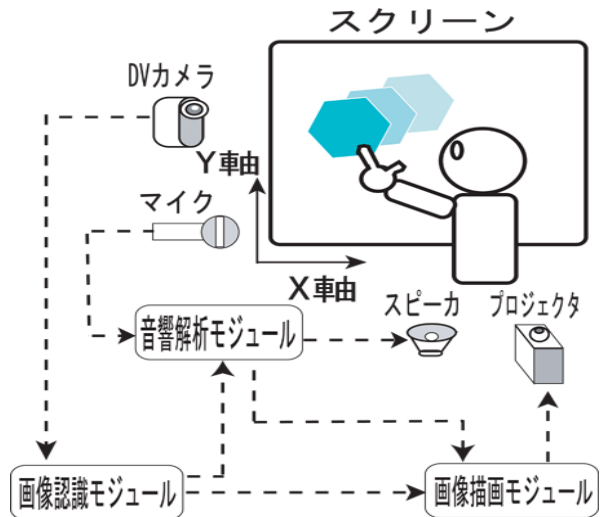 スクリーン
DVカメラ
Y軸
マイク
X軸
スピーカ
プロジェクタ
音響解析モジュール
画像認識モジュール
画像描画モジュール